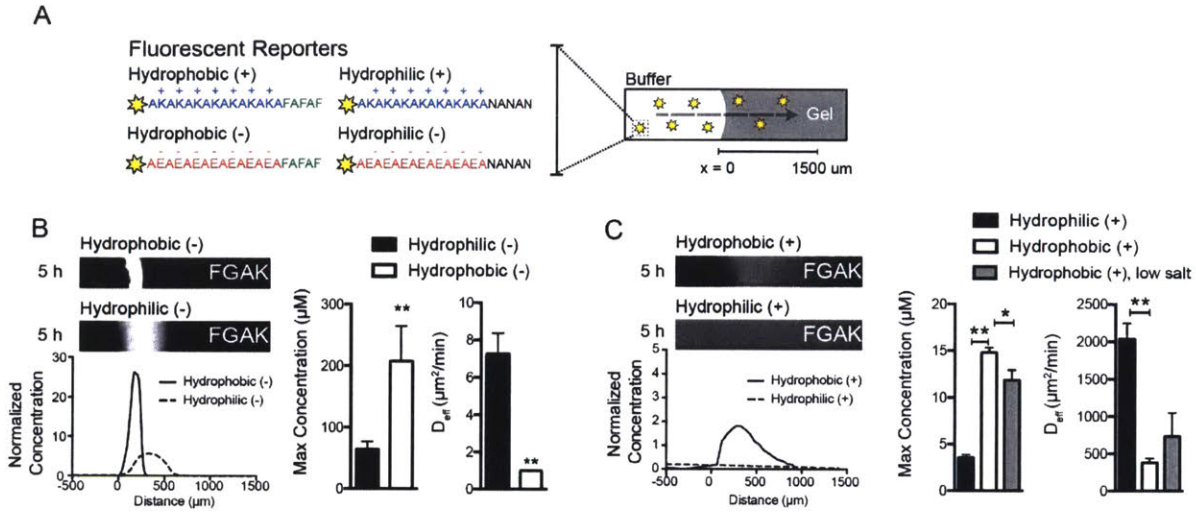 A
Fluorescent Reporters
Hydrophobic (+)
Hydrophilic (+)
+ + + + + + +
+ + + + + + +
AKAKAKAKAKAKAKAFAFAF
AKAKAKAKAKAKAKANANAN
Hydrophobic (-)
Hydrophilic (-)
- - - - - - -
- - - - - - -
AEAEAEAEAEAEAEAFAFAF
AEAEAEAEAEAEAEANANAN
Buffer
Gel
x = 0
1500 um
B
Hydrophobic (-)
5 h
FGAK
Hydrophilic (-)
5 h
FGAK
Normalized
Concentration
30
20
10
0
Hydrophobic (-)
Hydrophilic (-)
-500
0
500
1000
1500
Distance (µm)
Hydrophilic (-)
Hydrophobic (-)
Max Concentration (µM)
300
200
100
0
**
Deff (µm²/min)
10
8
6
4
2
0
**
C
Hydrophobic (+)
5 h
FGAK
Hydrophilic (+)
5 h
FGAK
Normalized
Concentration
5
4
3
2
1
0
Hydrophobic (+)
Hydrophilic (+)
-500
0
500
1000
1500
Distance (µm)
Hydrophilic (+)
Hydrophobic (+)
Hydrophobic (+), low salt
Max Concentration (µM)
20
15
10
5
0
**
*
Deff (µm²/min)
2500
2000
1500
1000
500
0
**